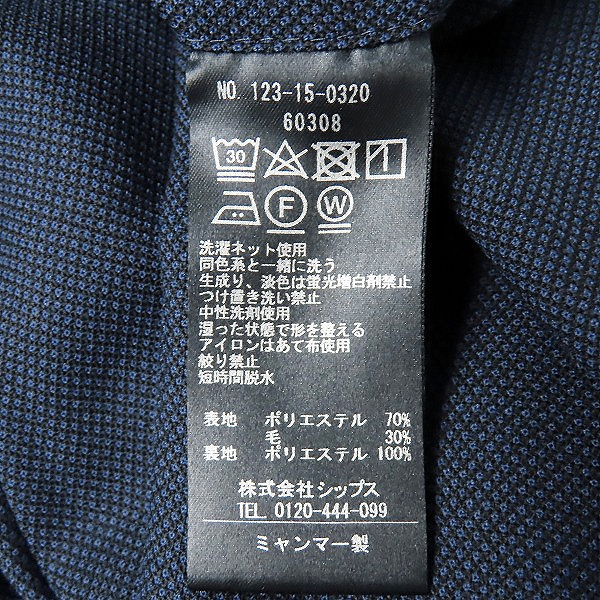 NO. 123-15-0320
60308
30
F W
洗濯ネット使用
同色系と一緒に洗う
生成り、淡色は蛍光増白剤禁止
つけ置き洗い禁止
中性洗剤使用
湿った状態で形を整える
アイロンはあて布使用
絞り禁止
短時間脱水
表地 ポリエステル 70%
毛 30%
裏地 ポリエステル 100%
株式会社シップス
TEL. 0120-444-099
ミャンマー製